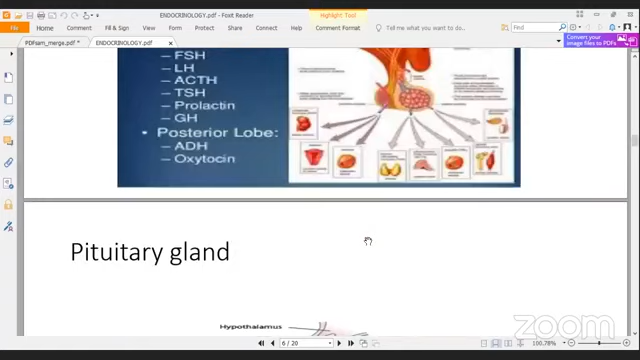 ENDOCRINOLOGY.pdf - Foxit Reader
Highlight Tool
File
Home
Comment
Fill & Sign
View
Form
Protect
Share
Help
Comment Format
Tell me what you want to do...
Find
PDFsam_merge.pdf *
ENDOCRINOLOGY.pdf
Convert your image files to PDFs
– FSH
– LH
– ACTH
– TSH
– Prolactin
– GH
• Posterior Lobe:
– ADH
– Oxytocin
Pituitary gland
Hypothalamus
zoom
6 / 20
100.78%